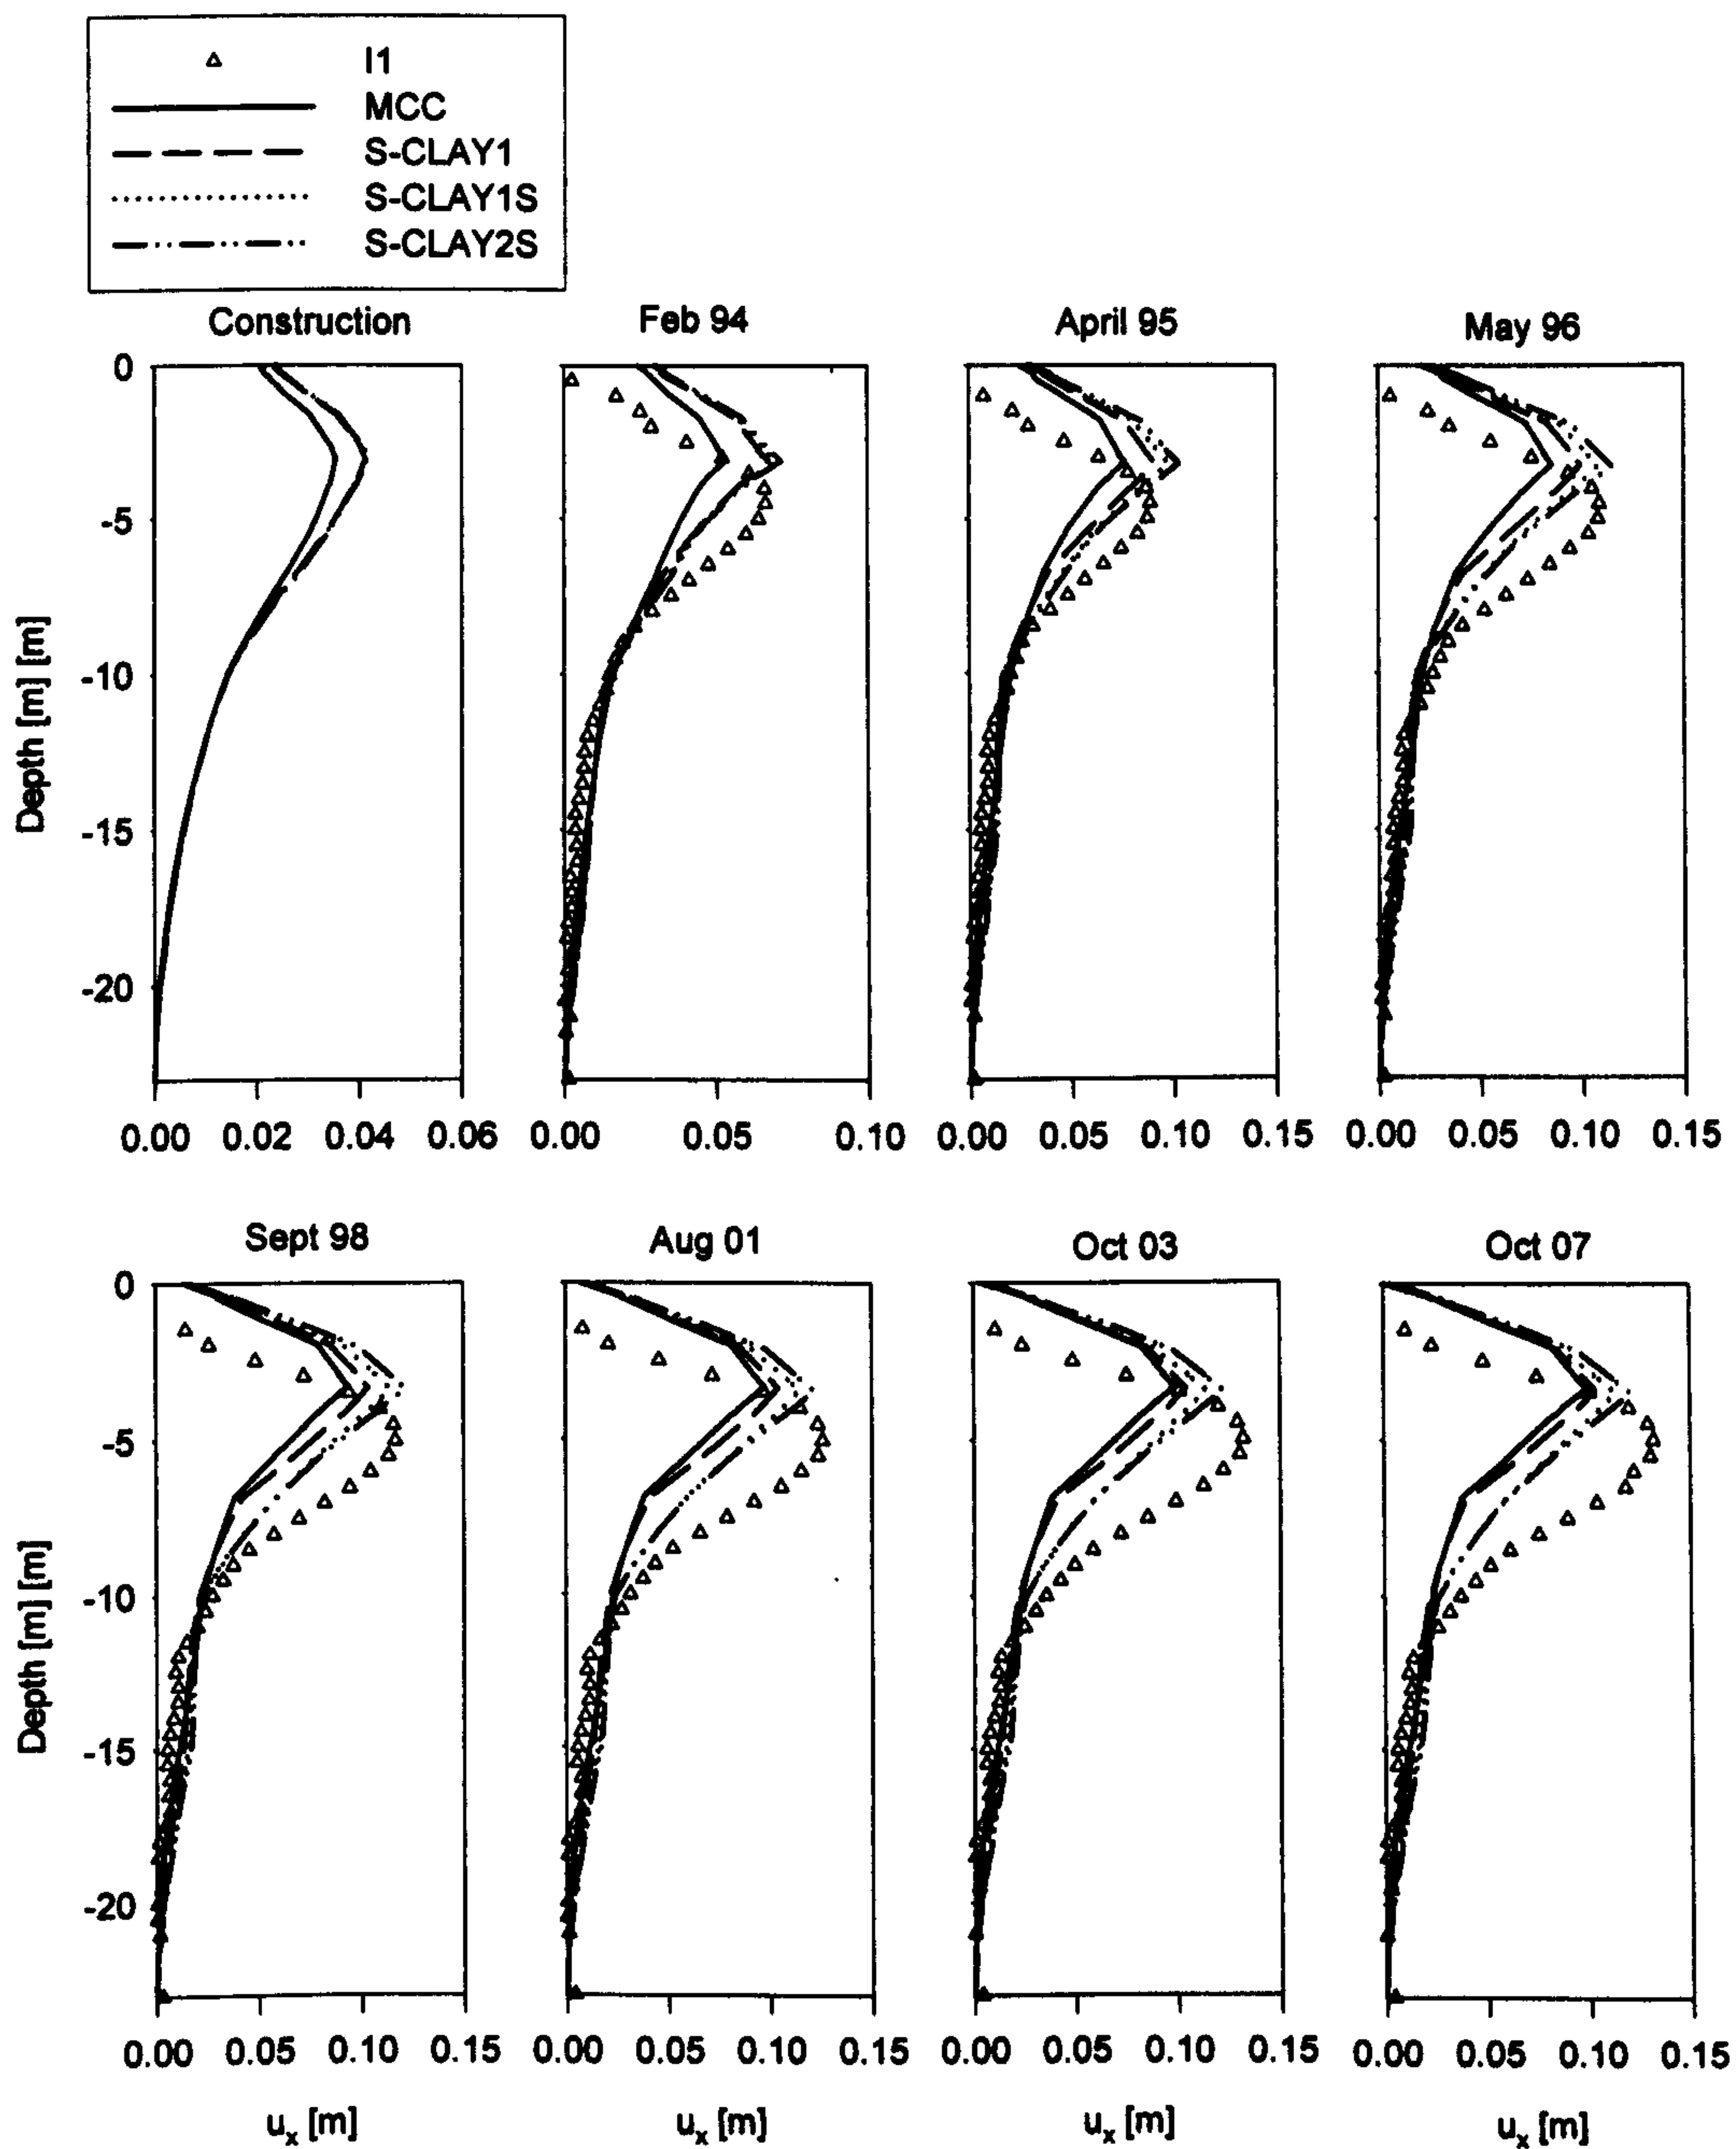 I1
MCC
S-CLAY1
S-CLAY1S
S-CLAY2S
Construction
Feb 94
April 95
May 96
Depth [m] [m]
0
-5
-10
-15
-20
0.00 0.02 0.04 0.06
0.00 0.05 0.10
0.00 0.05 0.10 0.15
0.00 0.05 0.10 0.15
Sept 98
Aug 01
Oct 03
Oct 07
Depth [m] [m]
0
-5
-10
-15
-20
0.00 0.05 0.10 0.15
0.00 0.05 0.10 0.15
0.00 0.05 0.10 0.15
0.00 0.05 0.10 0.15
ux [m]
ux [m]
ux [m]
ux [m]